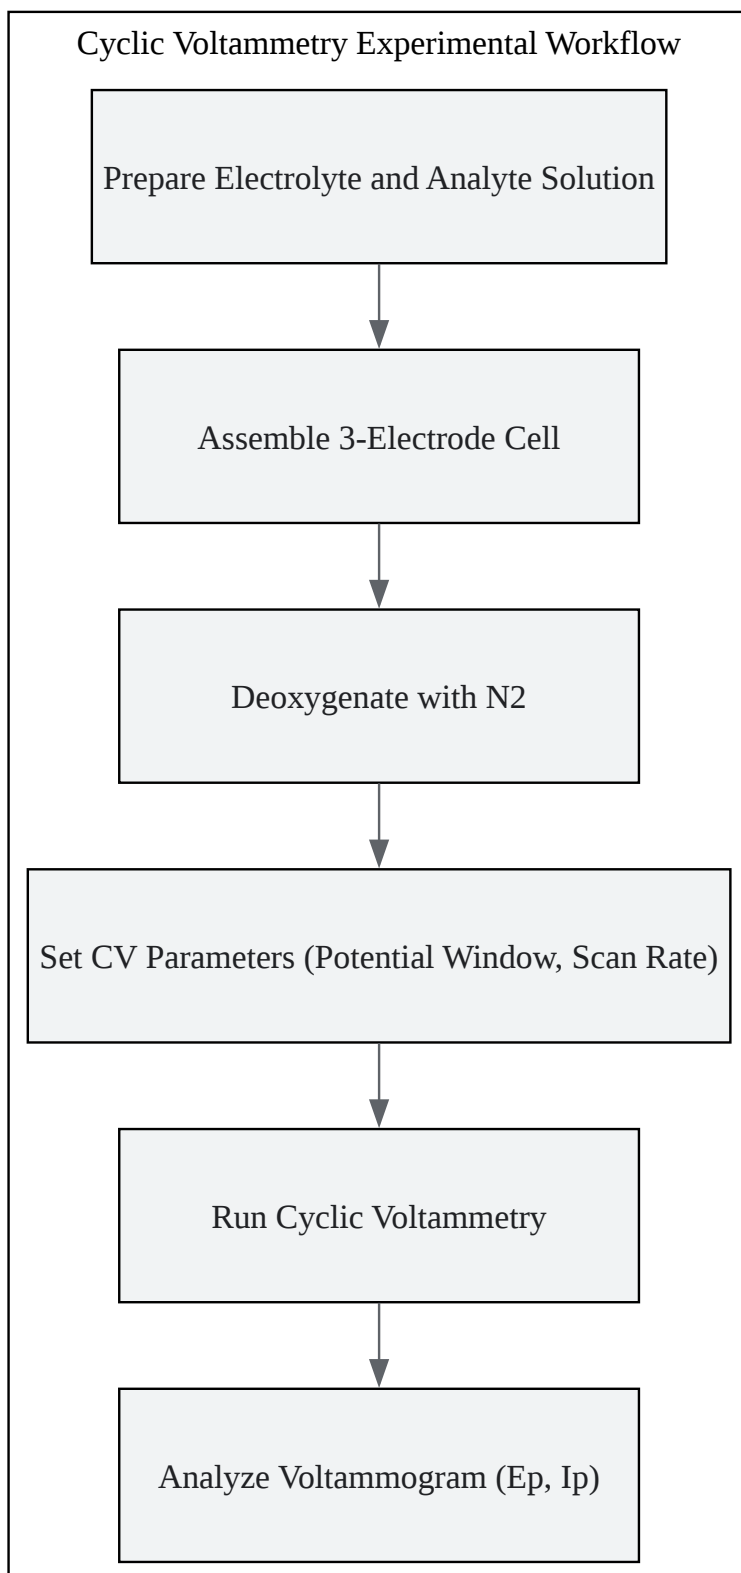 Cyclic Voltammetry Experimental Workflow
Prepare Electrolyte and Analyte Solution
Assemble 3-Electrode Cell
Deoxygenate with N2
Set CV Parameters (Potential Window, Scan Rate)
Run Cyclic Voltammetry
Analyze Voltammogram (Ep, Ip)